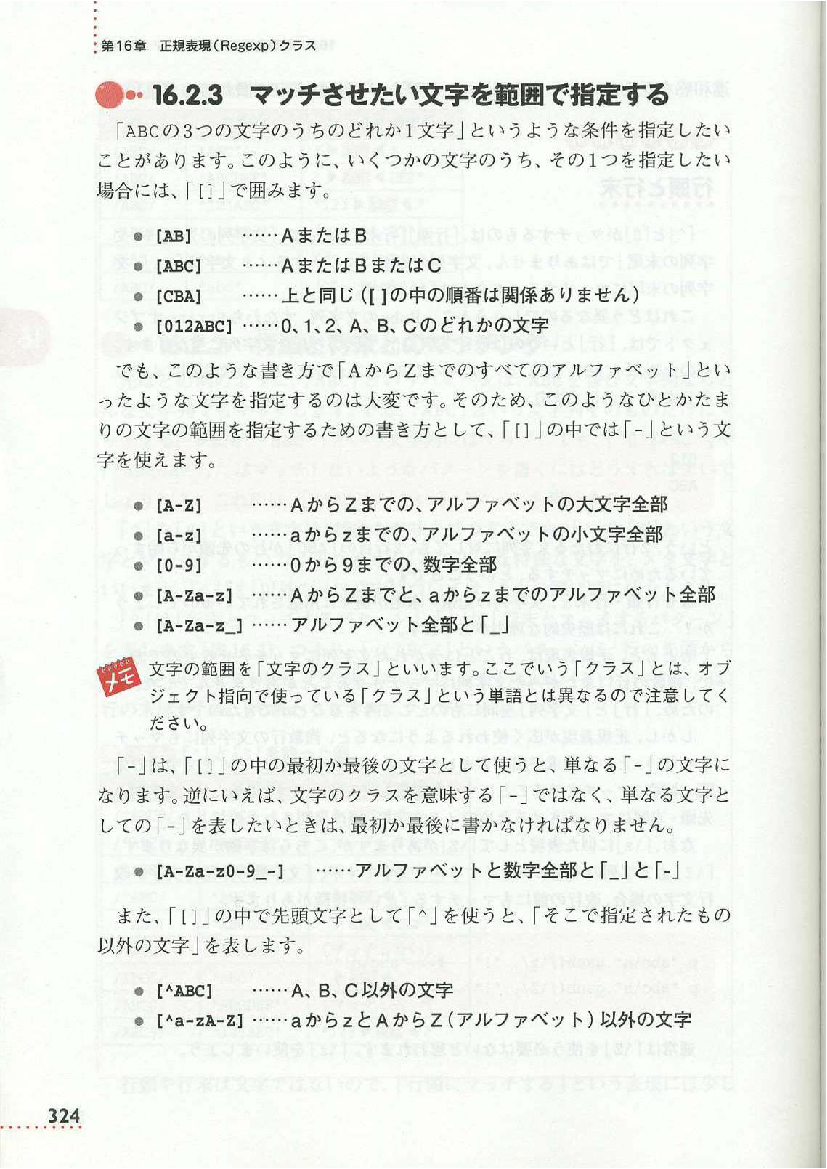 第16章 正規表現(Regexp)クラス
16.2.3 マッチさせたい文字を範囲で指定する
「ABCの3つの文字のうちのどれか1文字」というような条件を指定したい
ことがあります。このように、いくつかの文字のうち、その1つを指定したい
場合には、「[]」で囲みます。
● [AB] ……AまたはB
● [ABC] ……AまたはBまたはC
● [CBA] ……上と同じ([]の中の順番は関係ありません)
● [012ABC] ……0、1、2、A、B、Cのどれかの文字
でも、このような書き方で「AからZまでのすべてのアルファベット」とい
ったような文字を指定するのは大変です。そのため、このようなひとかたま
りの文字の範囲を指定するための書き方として、「[]」の中では「-」という文
字を使えます。
● [A-Z] ……AからZまでの、アルファベットの大文字全部
● [a-z] ……aからzまでの、アルファベットの小文字全部
● [0-9] ……0から9までの、数字全部
● [A-Za-z] ……AからZまでと、aからzまでのアルファベット全部
● [A-Za-z_] ……アルファベット全部と「_」
メモ 文字の範囲を「文字のクラス」といいます。ここでいう「クラス」とは、オブ
ジェクト指向で使っている「クラス」という単語とは異なるので注意してく
ださい。
「-」は、「[]」の中の最初か最後の文字として使うと、単なる「-」の文字に
なります。逆にいえば、文字のクラスを意味する「-」ではなく、単なる文字と
しての「-」を表したいときは、最初か最後に書かなければなりません。
● [A-Za-z0-9_-] ……アルファベットと数字全部と「_」と「-」
また、「[]」の中で先頭文字として「^」を使うと、「そこで指定されたもの
以外の文字」を表します。
● [^ABC] ……A、B、C以外の文字
● [^a-zA-Z] ……aからzとAからZ(アルファベット)以外の文字
324